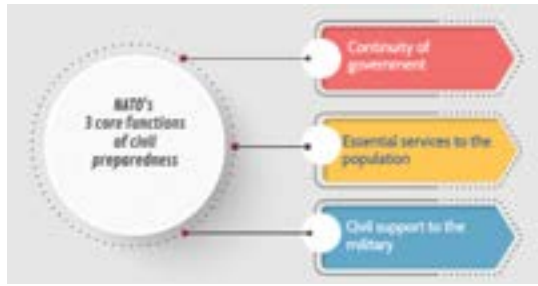 NATO's
3 core functions
of civil
preparedness
Continuity of
government
Essential services to the
population
Civil support to the
military